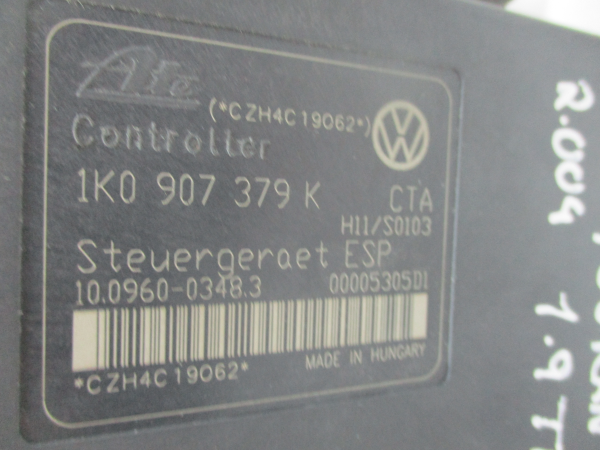 Ate
(*CZH4C19062*)
Controller
1K0 907 379 K CTA
H11/S0103
Steuergeraet ESP
10.0960-0348.3 00005305D1
MADE IN HUNGARY
*CZH4C19062*
2.004
1.9